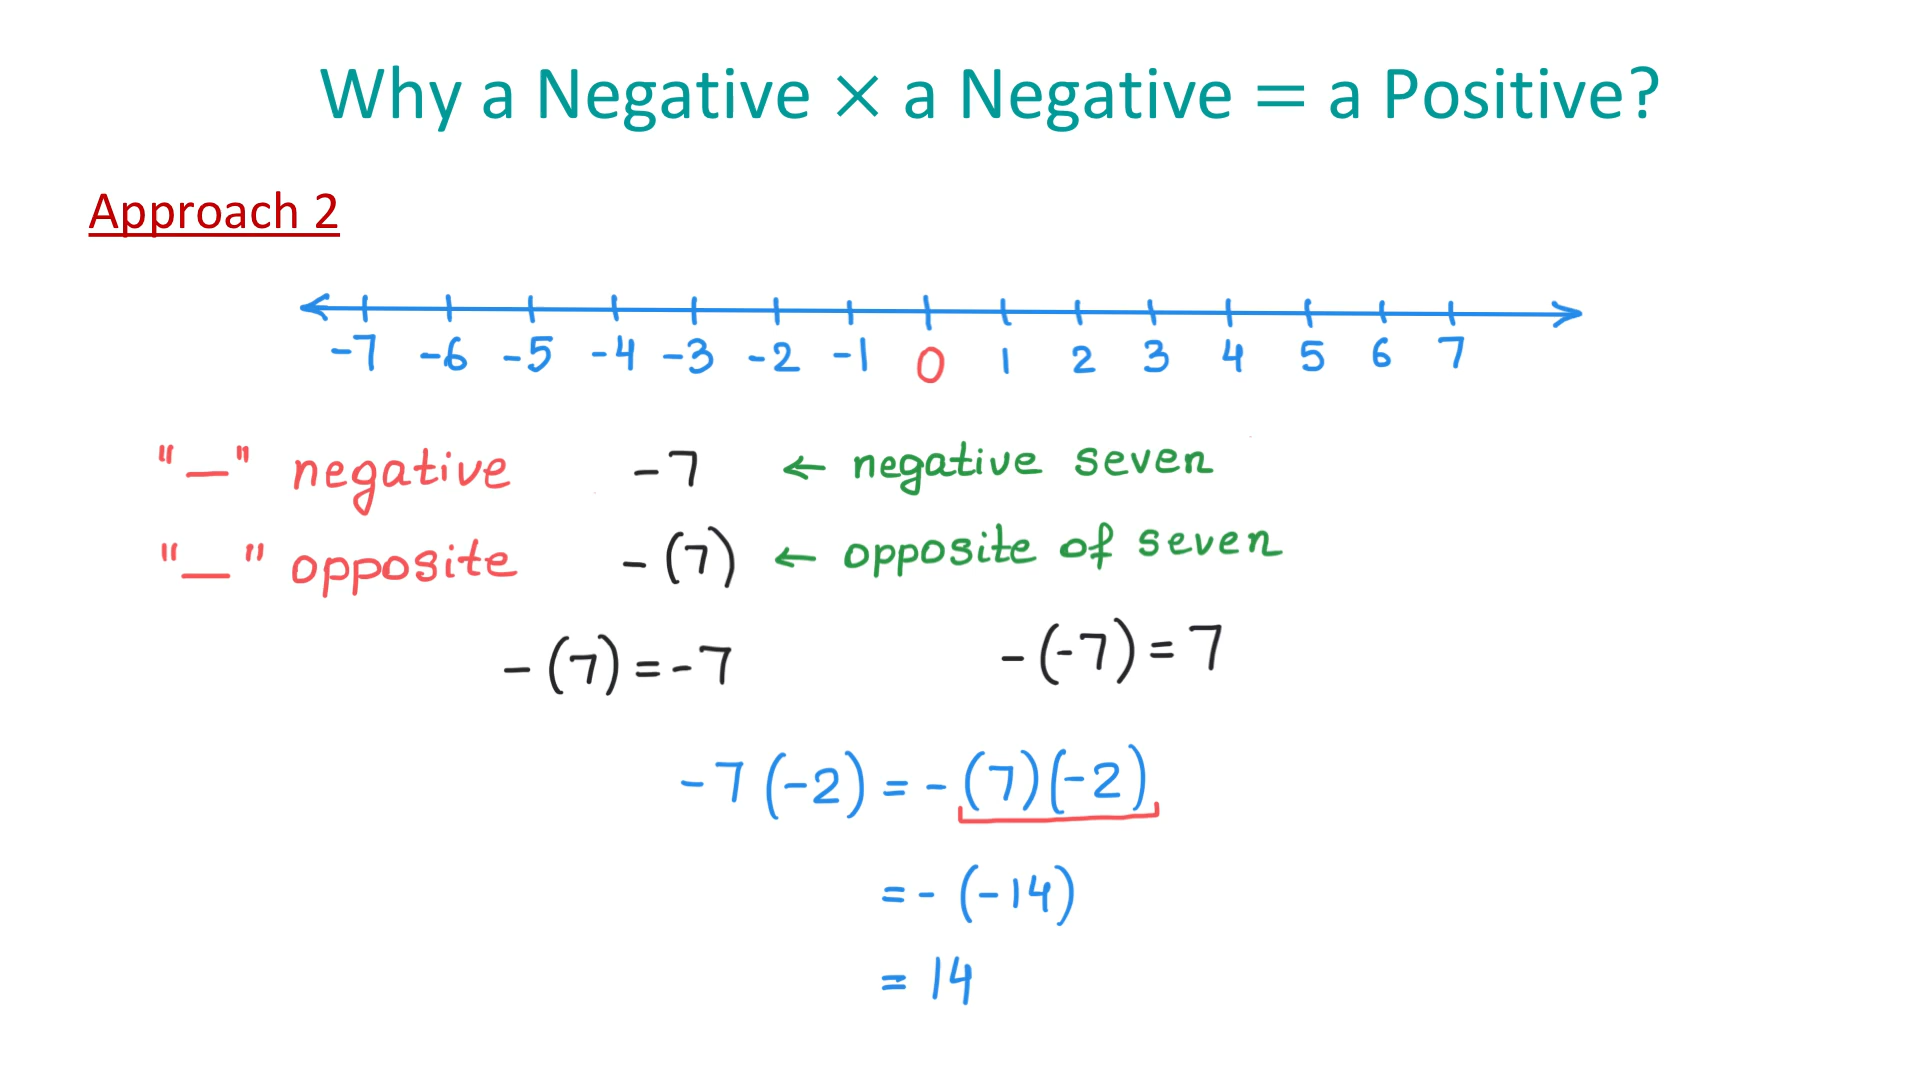 Why a Negative × a Negative = a Positive?
Approach 2
-7 -6 -5 -4 -3 -2 -1 0 1 2 3 4 5 6 7
"—" negative -7 ← negative seven
"—" opposite -(7) ← opposite of seven
-(7) = -7 -(-7) = 7
-7(-2) = -(7)(-2)
= -(-14)
= 14